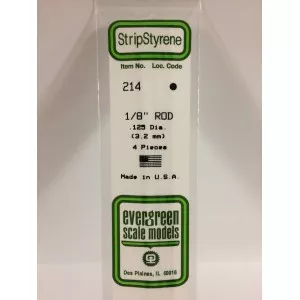 StripStyrene
Item No. Loc. Code
214
1/8" ROD
.125 Dia.
(3.2 mm)
4 Pieces
Made in U.S.A.
evergreen
scale models
Des Plaines, IL 60018